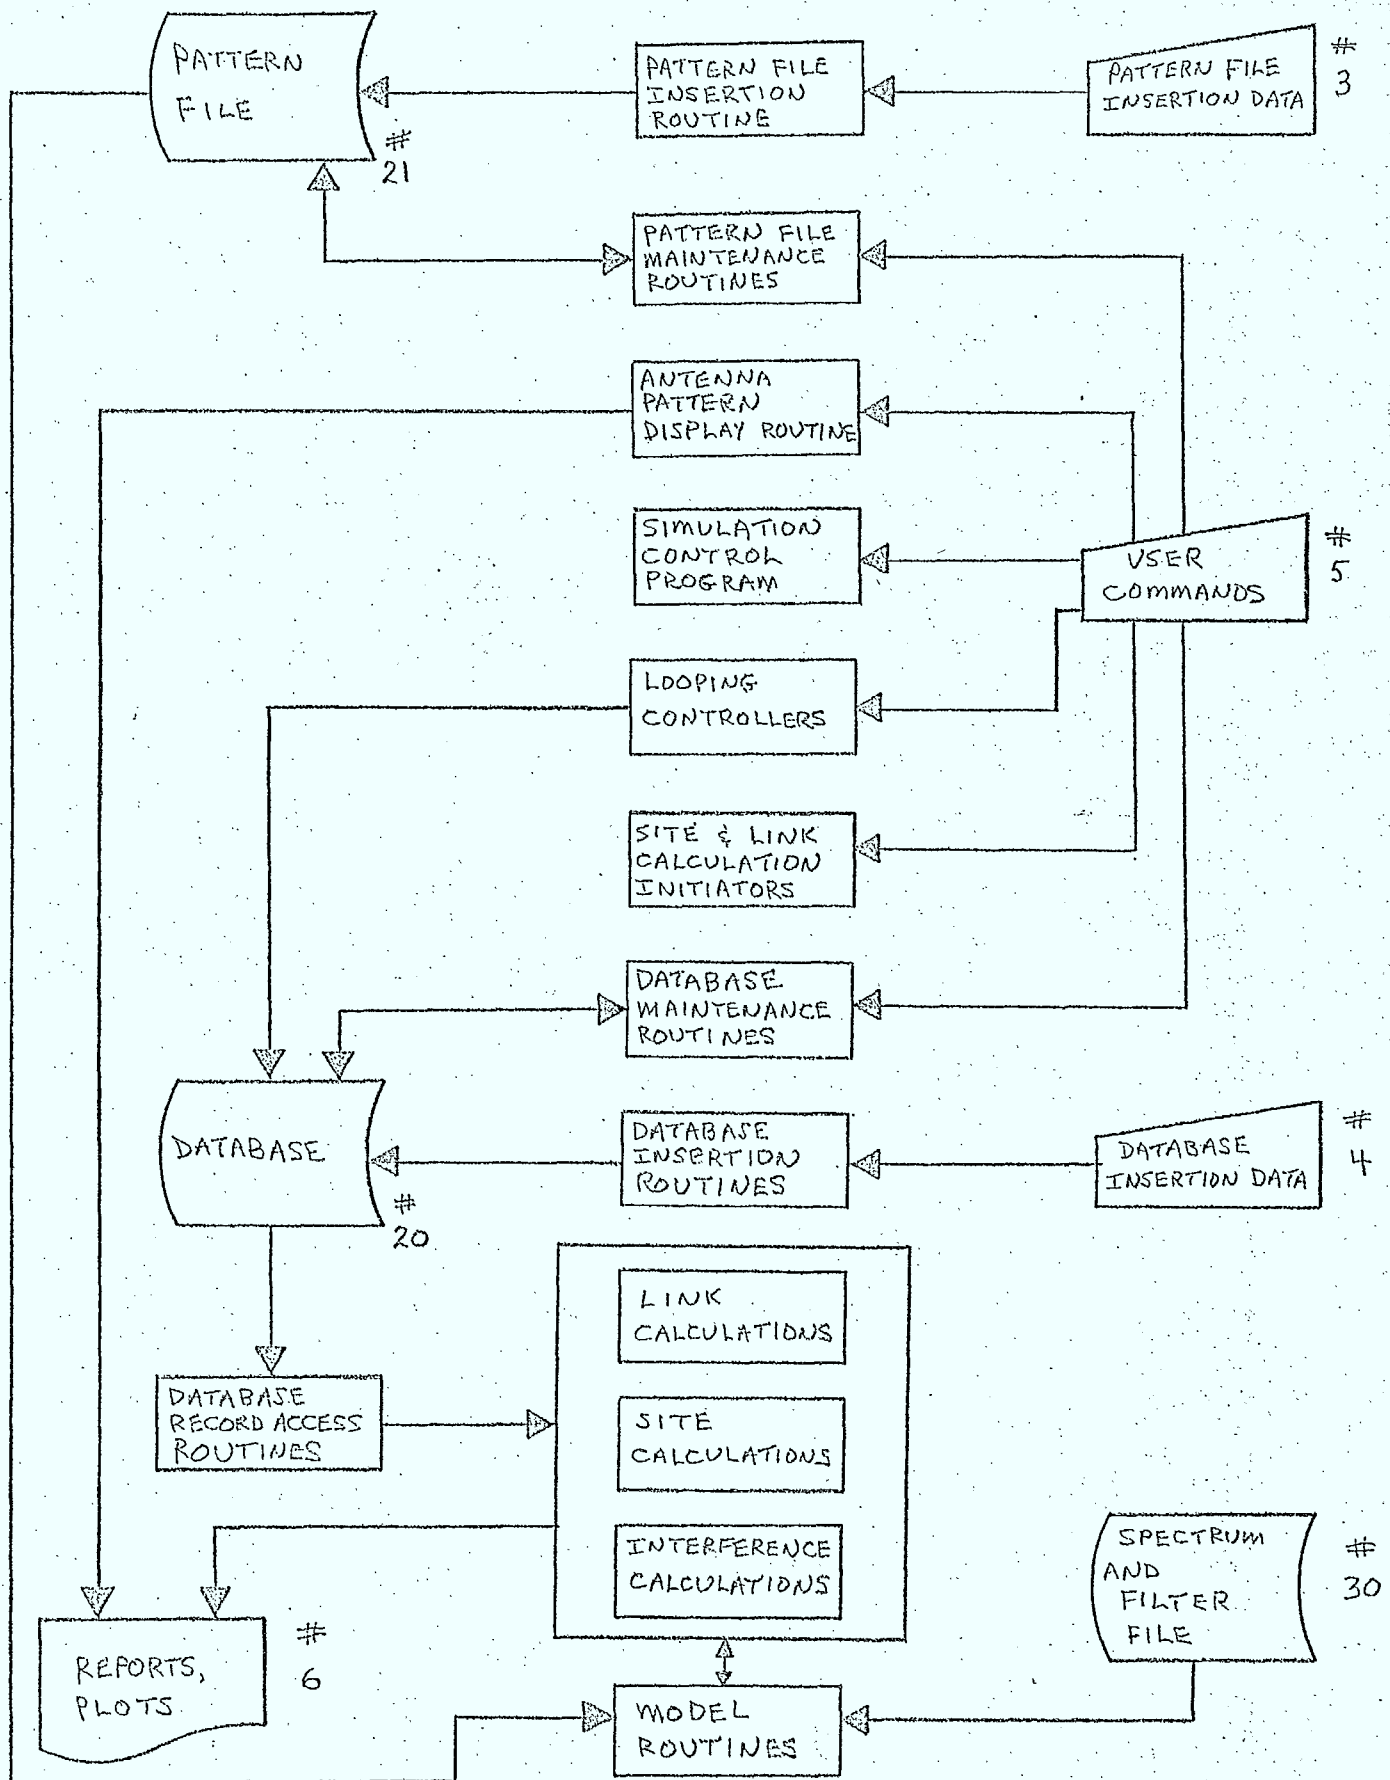 PATTERN
FILE
#
21
PATTERN FILE
INSERTION
ROUTINE
PATTERN FILE
INSERTION DATA
#
3
PATTERN FILE
MAINTENANCE
ROUTINES
ANTENNA
PATTERN
DISPLAY ROUTINE
SIMULATION
CONTROL
PROGRAM
USER
COMMANDS
#
5
LOOPING
CONTROLLERS
SITE & LINK
CALCULATION
INITIATORS
DATABASE
MAINTENANCE
ROUTINES
DATABASE
#
20
DATABASE
INSERTION
ROUTINES
DATABASE
INSERTION DATA
#
4
LINK
CALCULATIONS
DATABASE
RECORD ACCESS
ROUTINES
SITE
CALCULATIONS
INTERFERENCE
CALCULATIONS
SPECTRUM
AND
FILTER
FILE
#
30
REPORTS,
PLOTS
#
6
MODEL
ROUTINES